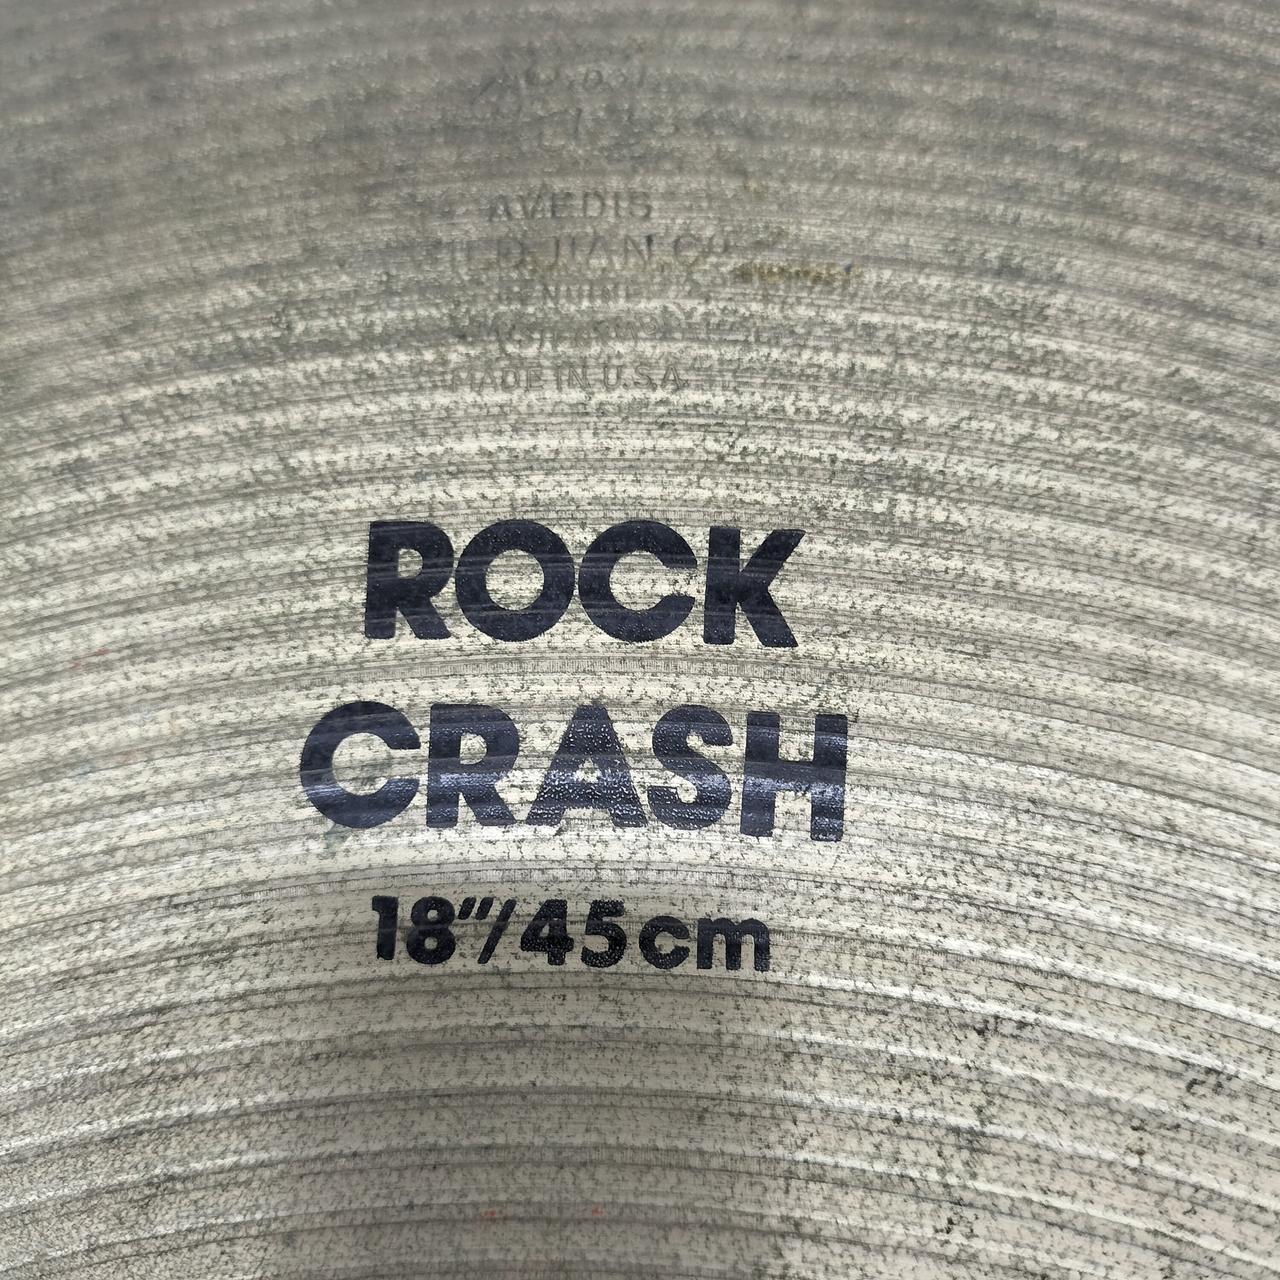 AVEDIS
ZILDJIAN CO
GENUINE
MADE IN U.S.A.
ROCK
CRASH
18"/45cm